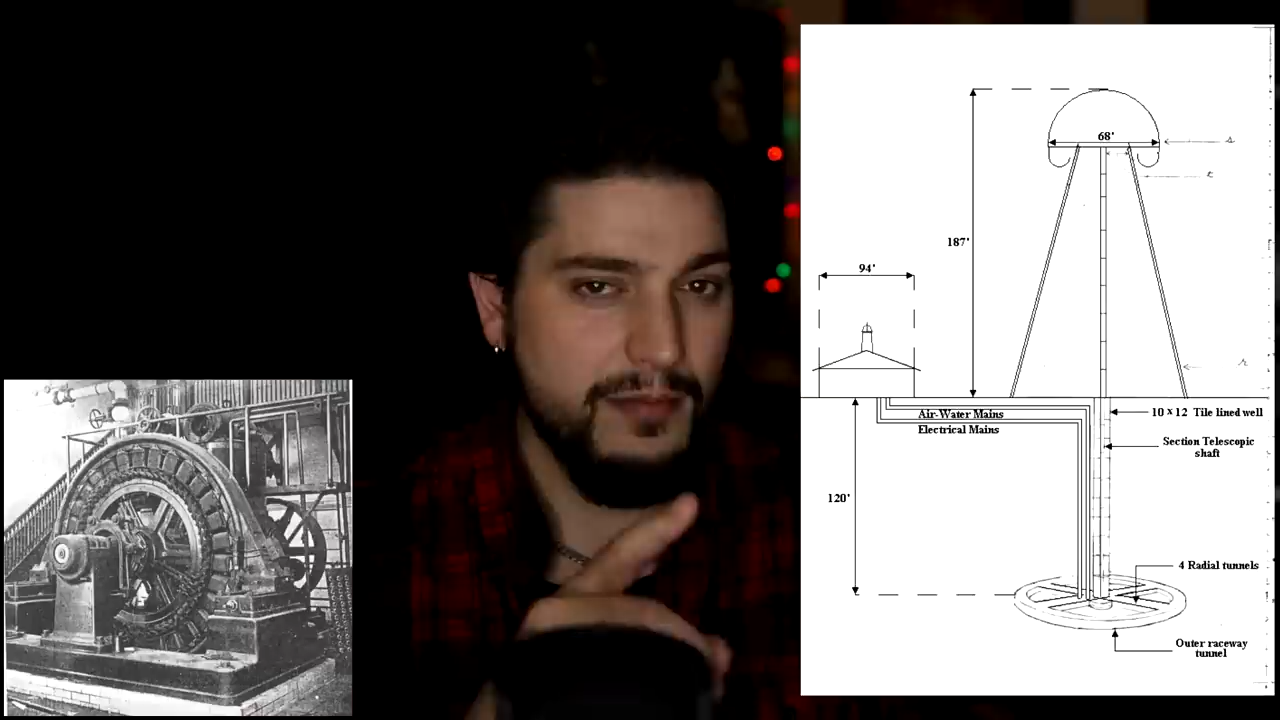 68'
s
t
187'
94'
r
Air-Water Mains
Electrical Mains
10 x 12 Tile lined well
Section Telescopic
shaft
120'
4 Radial tunnels
Outer raceway
tunnel